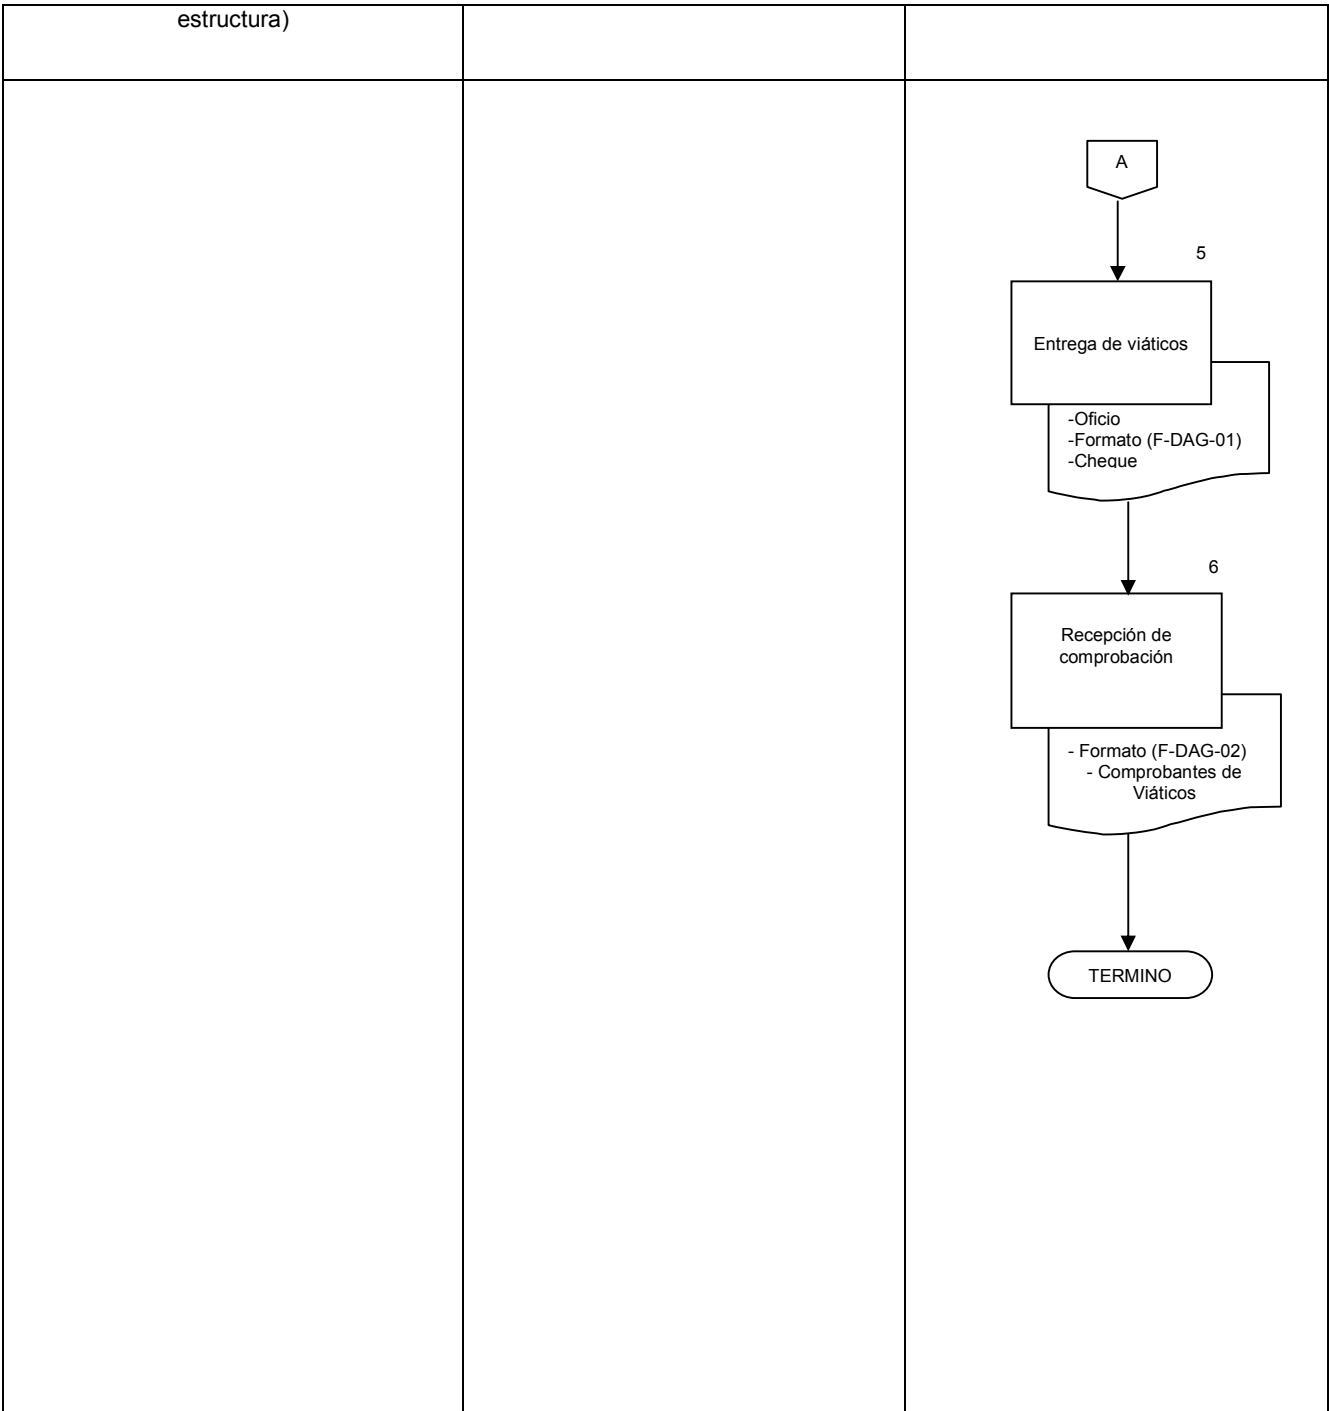 estructura)
A
5
Entrega de viáticos
-Oficio
-Formato (F-DAG-01)
-Cheque
6
Recepción de
comprobación
- Formato (F-DAG-02)
- Comprobantes de
Viáticos
TERMINO